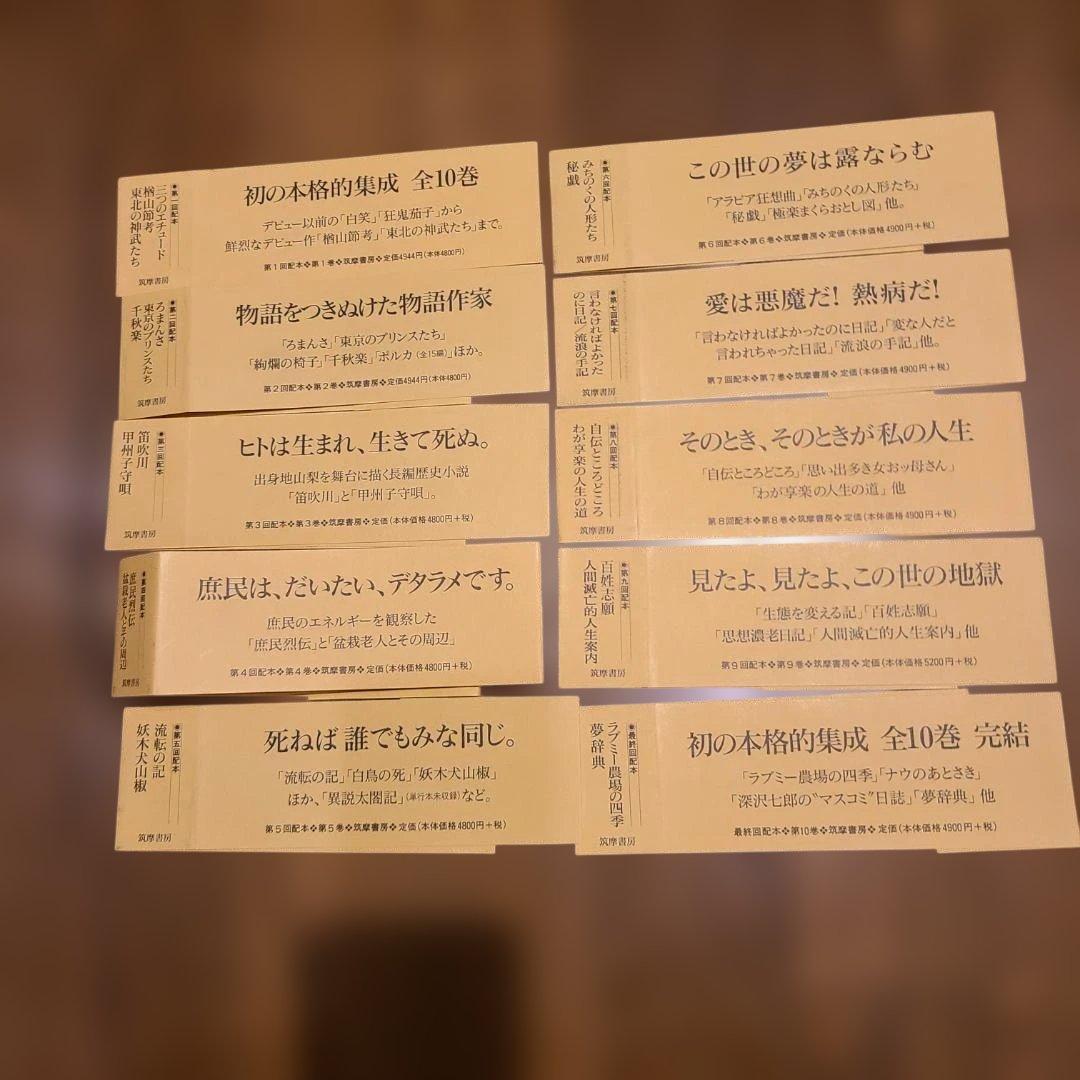 ●第一回配本
三つのエチュード
楢山節考
東北の神武たち
筑摩書房
初の本格的集成 全10巻
デビュー以前の「白笑」「狂鬼茄子」から
鮮烈なデビュー作「楢山節考」「東北の神武たち」まで。
第1回配本❖第1巻❖筑摩書房❖定価4944円(本体4800円)
●第二回配本
ろまんさ
東京のプリンスたち
千秋楽
筑摩書房
物語をつきぬけた物語作家
「ろまんさ」「東京のプリンスたち」
「絢爛の椅子」「千秋楽」「ポルカ(全15編)」ほか。
第2回配本❖第2巻❖筑摩書房❖定価4944円(本体4800円)
●第三回配本
笛吹川
甲州子守唄
筑摩書房
ヒトは生まれ、生きて死ぬ。
出身地山梨を舞台に描く長編歴史小説
「笛吹川」と「甲州子守唄」。
第3回配本❖第3巻❖筑摩書房❖定価(本体価格4800円+税)
●第四回配本
庶民烈伝
盆栽老人とその周辺
筑摩書房
庶民は、だいたい、デタラメです。
庶民のエネルギーを観察した
「庶民烈伝」と「盆栽老人とその周辺」
第4回配本❖第4巻❖筑摩書房❖定価(本体価格4800円+税)
●第五回配本
流転の記
妖木犬山椒
筑摩書房
死ねば誰でもみな同じ。
「流転の記」「白鳥の死」「妖木犬山椒」
ほか、「異説太閤記」(単行本未収録)など。
第5回配本❖第5巻❖筑摩書房❖定価(本体価格4800円+税)
●第六回配本
みちのくの人形たち
秘戯
筑摩書房
この世の夢は露ならむ
「アラビア狂想曲」「みちのくの人形たち」
「秘戯」「極楽まくらおとし図」他。
第6回配本❖第6巻❖筑摩書房❖定価(本体価格4900円+税)
●第七回配本
言わなければよかった
のに日記/流浪の手記
筑摩書房
愛は悪魔だ! 熱病だ!
「言わなければよかったのに日記」「変な人だと
言われちゃった日記」「流浪の手記」他。
第7回配本❖第7巻❖筑摩書房❖定価(本体価格4900円+税)
●第八回配本
自伝ところどころ
わが享楽の人生の道
筑摩書房
そのとき、そのときが私の人生
「自伝ところどころ」「思い出多き女おッ母さん」
「わが享楽の人生の道」他
第8回配本❖第8巻❖筑摩書房❖定価(本体価格4900円+税)
●第九回配本
百姓志願
人間滅亡的人生案内
筑摩書房
見たよ、見たよ、この世の地獄
「生態を変える記」「百姓志願」
「思想濃老日記」「人間滅亡的人生案内」他
第9回配本❖第9巻❖筑摩書房❖定価(本体価格5200円+税)
●最終回配本
ラブミー農場の四季
夢辞典
筑摩書房
初の本格的集成 全10巻 完結
「ラブミー農場の四季」「ナウのあとさき」
「深沢七郎の〝マスコミ〟日誌」「夢辞典」他
最終回配本❖第10巻❖筑摩書房❖定価(本体価格4900円+税)